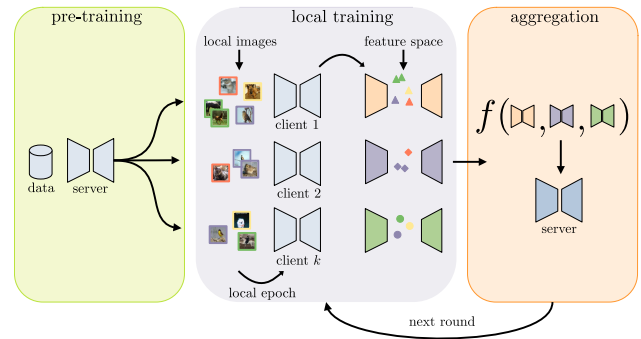 pre-training
local training
aggregation
local images
feature space
client 1
data
server
client 2
client k
local epoch
f( , , )
server
next round